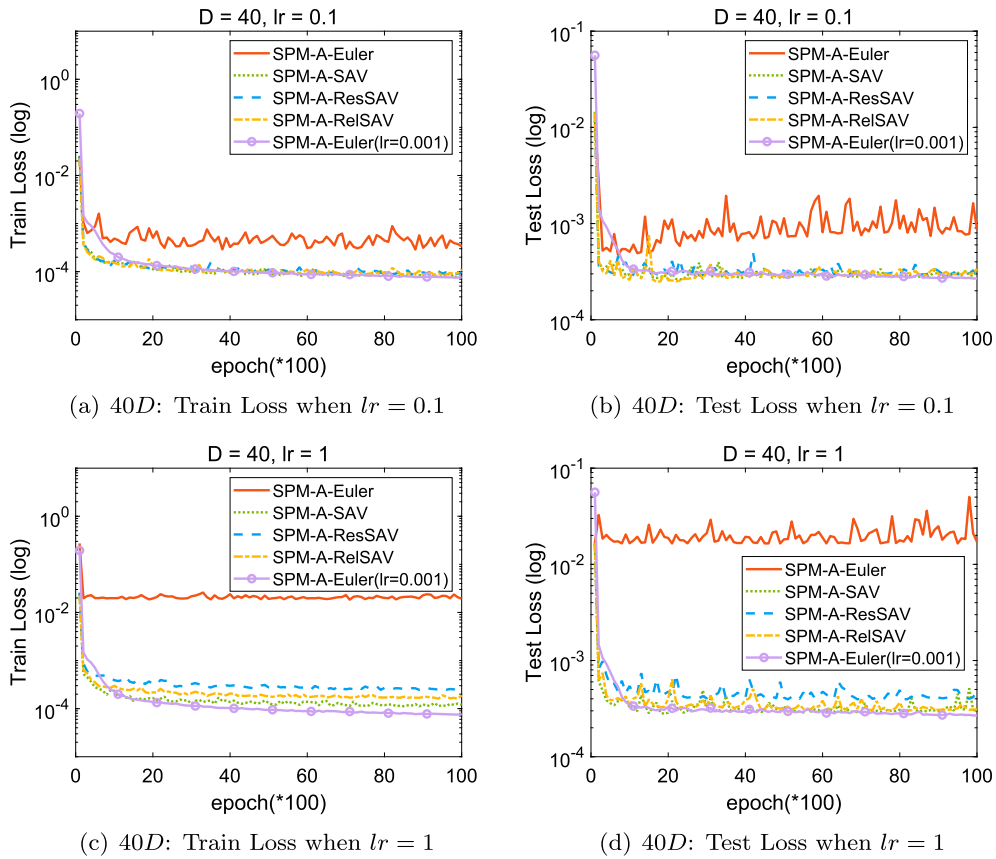 D = 40, lr = 0.1
Train Loss (log)
10^0
10^-2
10^-4
SPM-A-Euler
SPM-A-SAV
SPM-A-ResSAV
SPM-A-RelSAV
SPM-A-Euler(lr=0.001)
0 20 40 60 80 100
epoch(*100)
(a) 40D: Train Loss when lr = 0.1
D = 40, lr = 0.1
Test Loss (log)
10^-1
10^-2
10^-3
10^-4
SPM-A-Euler
SPM-A-SAV
SPM-A-ResSAV
SPM-A-RelSAV
SPM-A-Euler(lr=0.001)
0 20 40 60 80 100
epoch(*100)
(b) 40D: Test Loss when lr = 0.1
D = 40, lr = 1
Train Loss (log)
10^0
10^-2
10^-4
SPM-A-Euler
SPM-A-SAV
SPM-A-ResSAV
SPM-A-RelSAV
SPM-A-Euler(lr=0.001)
0 20 40 60 80 100
epoch(*100)
(c) 40D: Train Loss when lr = 1
D = 40, lr = 1
Test Loss (log)
10^-1
10^-2
10^-3
10^-4
SPM-A-Euler
SPM-A-SAV
SPM-A-ResSAV
SPM-A-RelSAV
SPM-A-Euler(lr=0.001)
0 20 40 60 80 100
epoch(*100)
(d) 40D: Test Loss when lr = 1